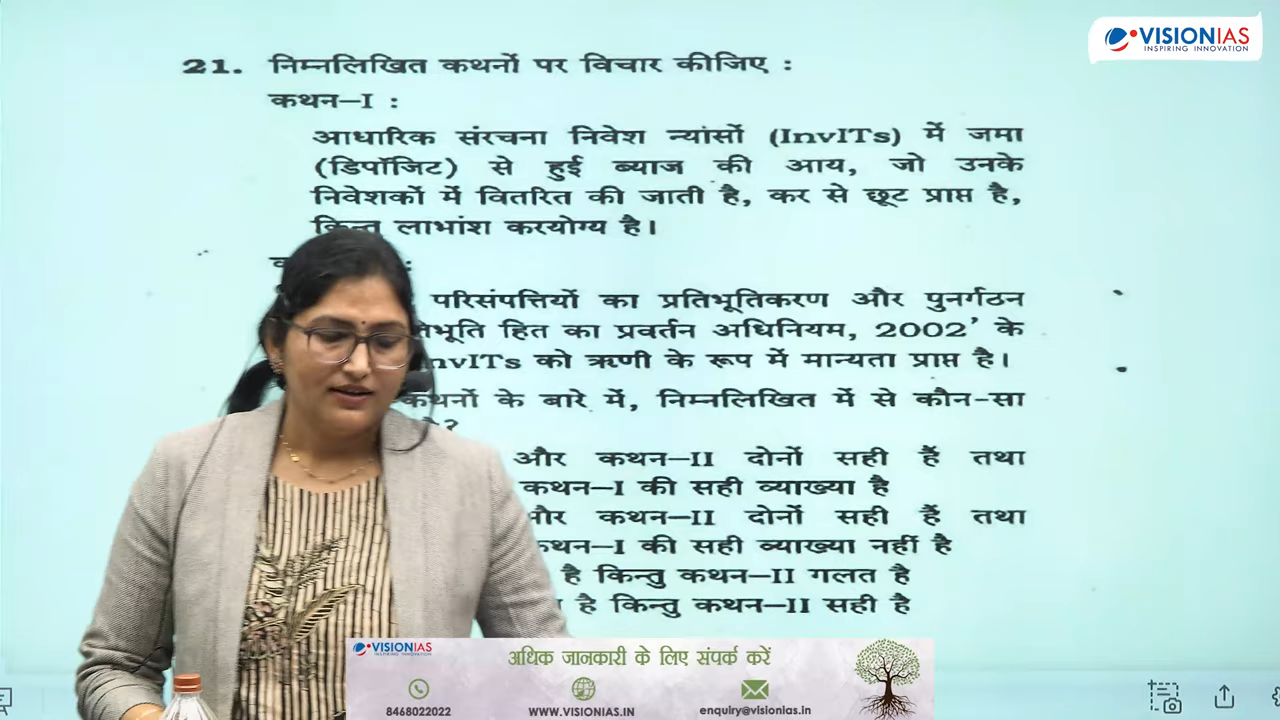 VISIONIAS
INSPIRING INNOVATION
21. निम्नलिखित कथनों पर विचार कीजिए :
कथन–I :
आधारिक संरचना निवेश न्यासों (InvITs) में जमा
(डिपॉजिट) से हुई ब्याज की आय, जो उनके
निवेशकों में वितरित की जाती है, कर से छूट प्राप्त है,
किन्तु लाभांश करयोग्य है।
परिसंपत्तियों का प्रतिभूतिकरण और पुनर्गठन
हित का प्रवर्तन अधिनियम, 2002’ के
को ऋणी के रूप में मान्यता प्राप्त है।
कथनों के बारे में, निम्नलिखित में से कौन-सा
और कथन–II दोनों सही हैं तथा
कथन–I की सही व्याख्या है
और कथन–II दोनों सही हैं तथा
कथन–I की सही व्याख्या नहीं है
है किन्तु कथन–II गलत है
है किन्तु कथन–II सही है
VISIONIAS
INSPIRING INNOVATION
अधिक जानकारी के लिए संपर्क करें
8468022022
WWW.VISIONIAS.IN
enquiry@visionias.in